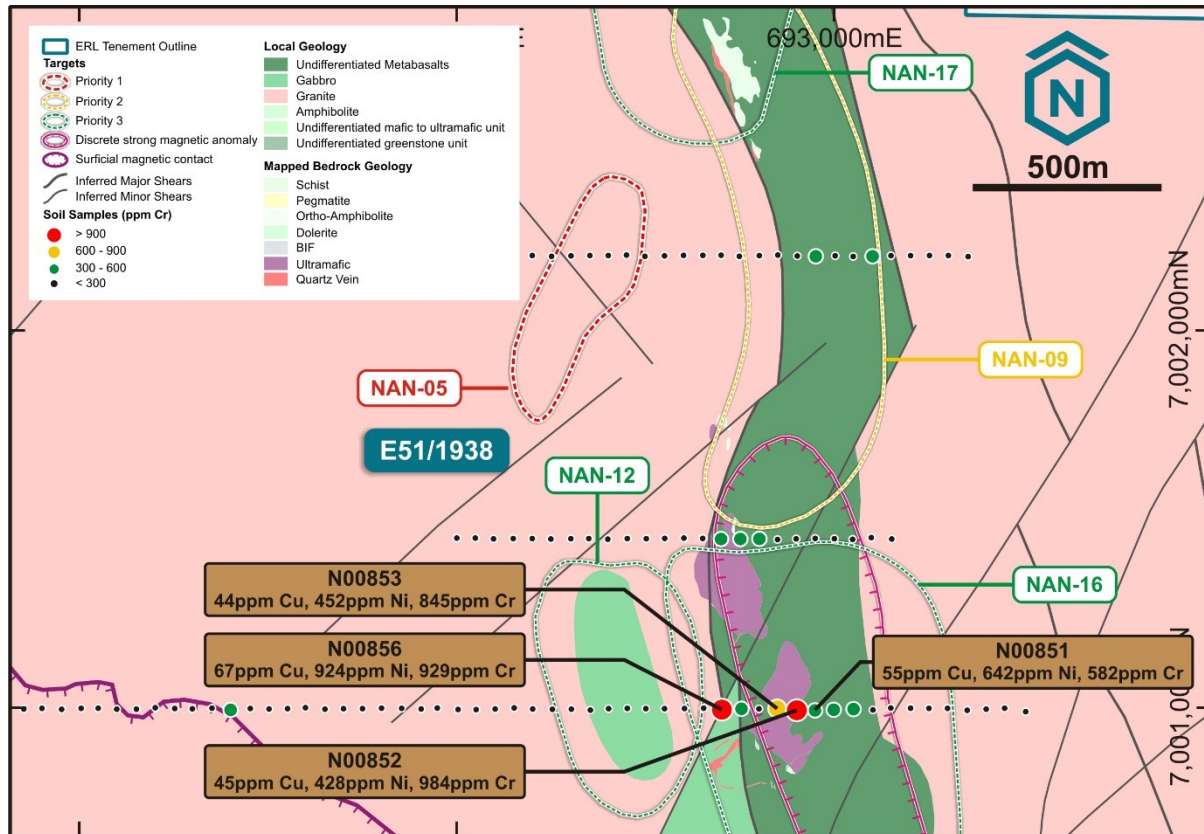 ERL Tenement Outline
Targets
Priority 1
Priority 2
Priority 3
Discrete strong magnetic anomaly
Surficial magnetic contact
Inferred Major Shears
Inferred Minor Shears
Soil Samples (ppm Cr)
> 900
600 - 900
300 - 600
< 300
Local Geology
Undifferentiated Metabasalts
Gabbro
Granite
Amphibolite
Undifferentiated mafic to ultramafic unit
Undifferentiated greenstone unit
Mapped Bedrock Geology
Schist
Pegmatite
Ortho-Amphibolite
Dolerite
BIF
Ultramafic
Quartz Vein
E
693,000mE
N
500m
NAN-17
7,002,000mN
NAN-09
NAN-05
E51/1938
NAN-12
NAN-16
N00853
44ppm Cu, 452ppm Ni, 845ppm Cr
N00856
67ppm Cu, 924ppm Ni, 929ppm Cr
N00851
55ppm Cu, 642ppm Ni, 582ppm Cr
N00852
45ppm Cu, 428ppm Ni, 984ppm Cr